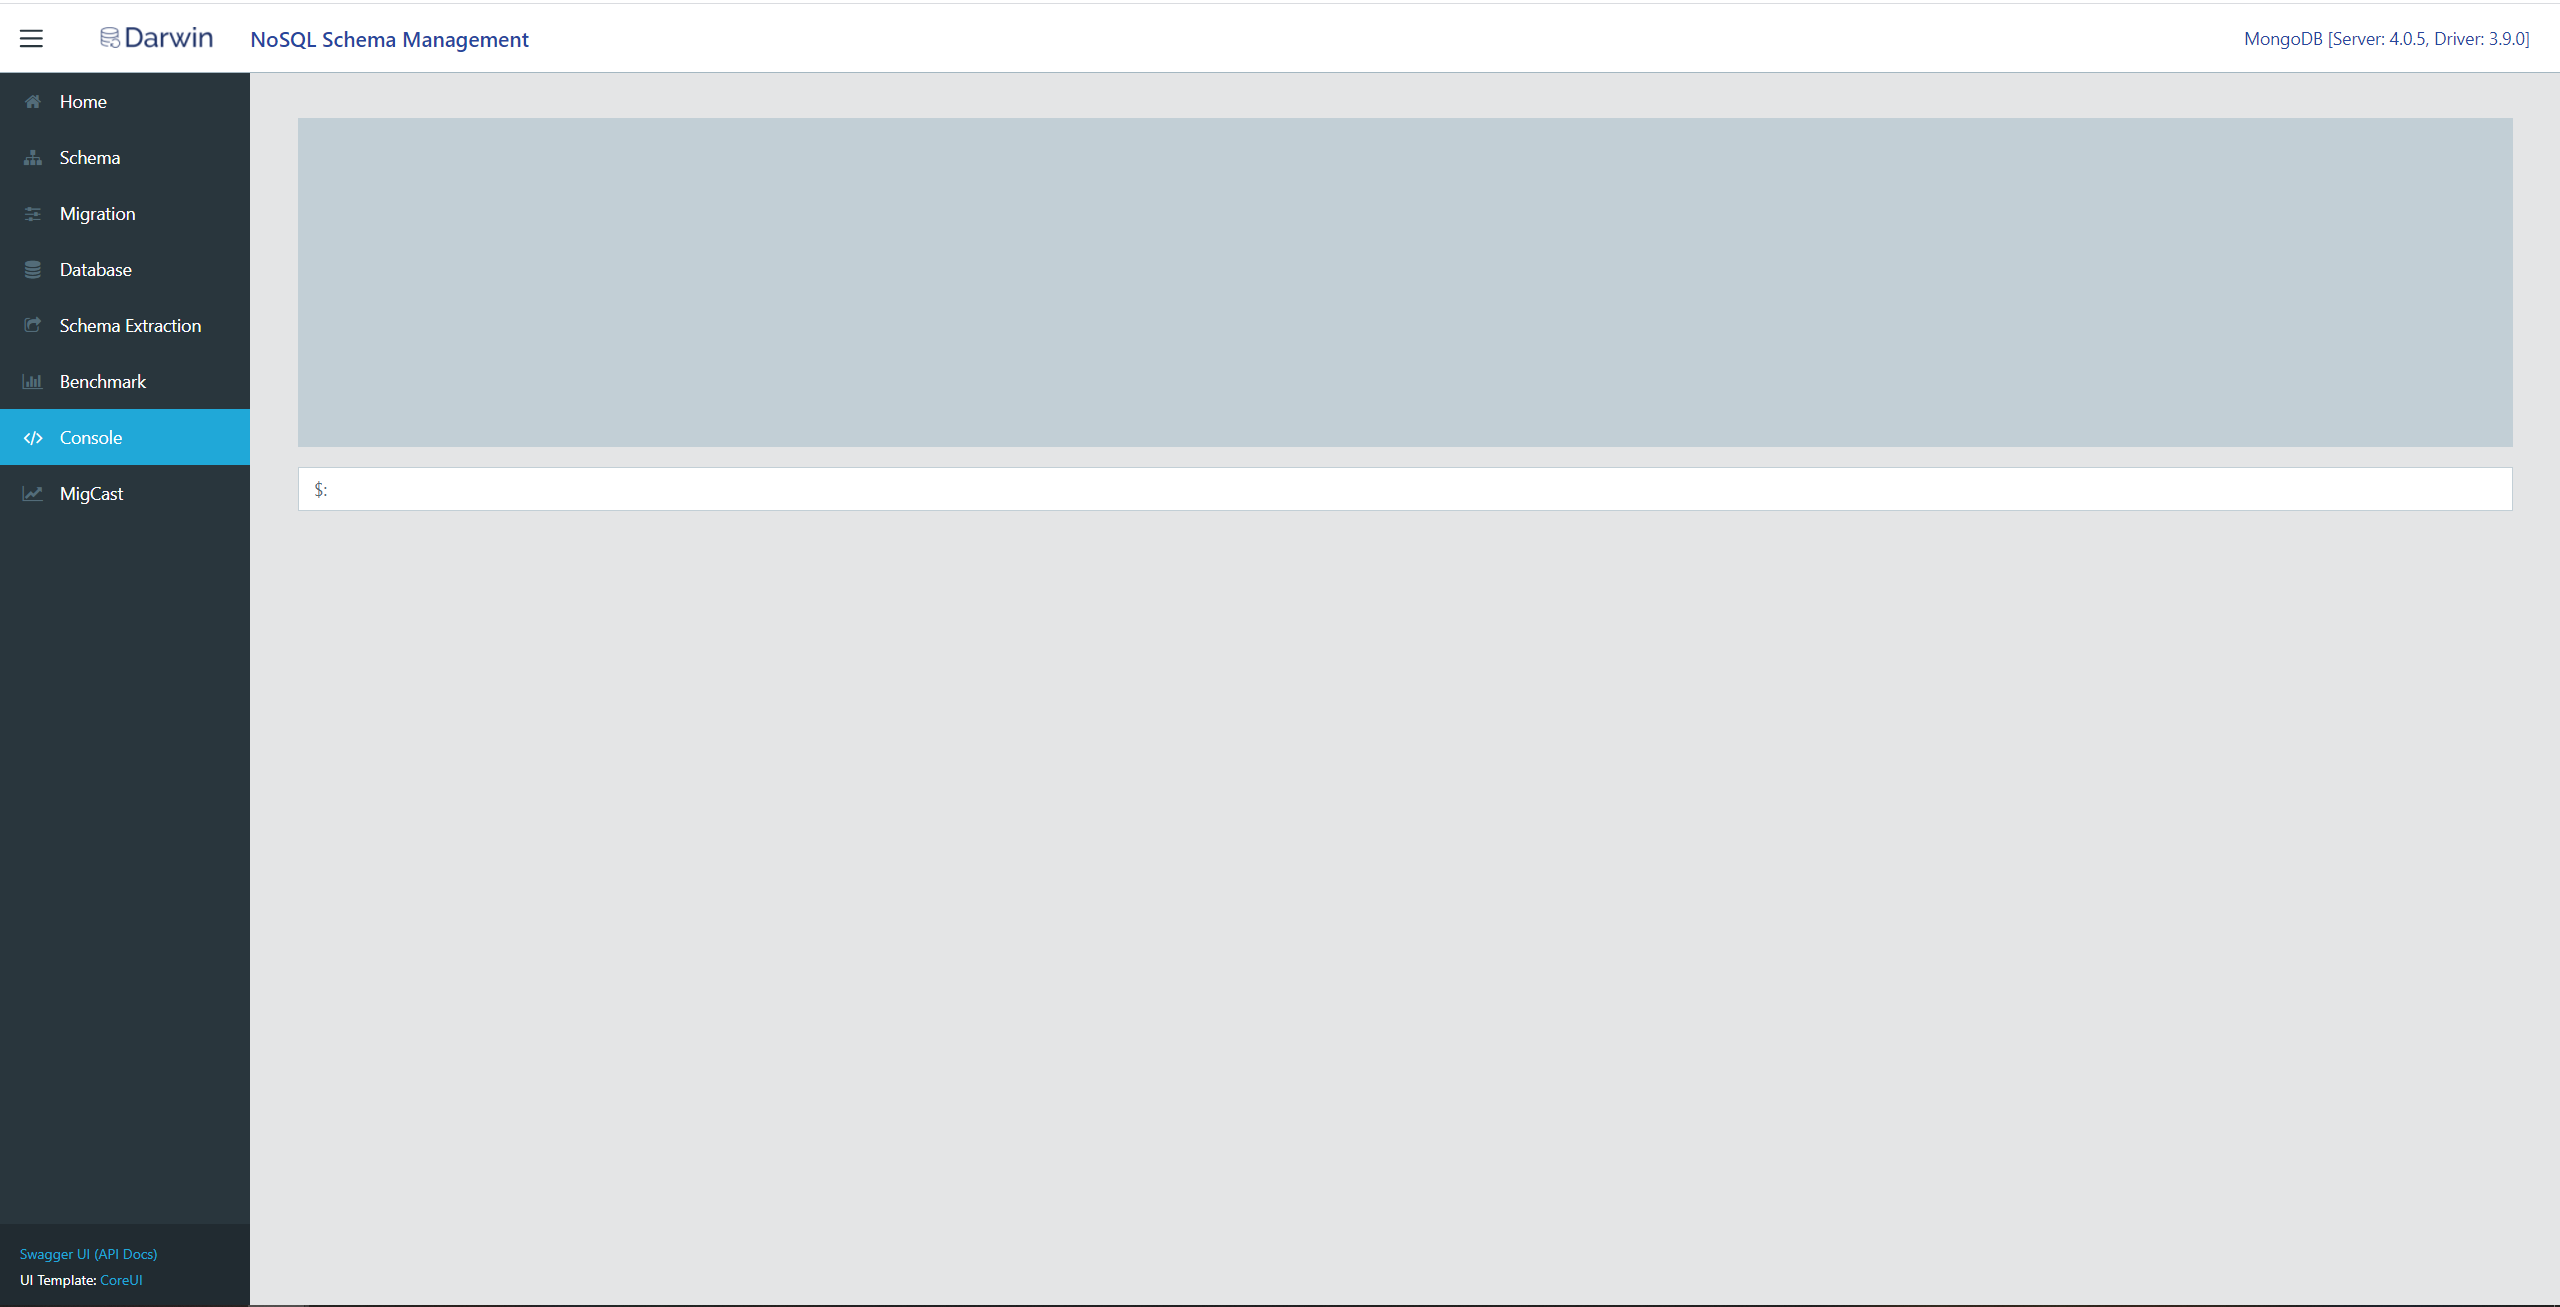 Darwin
NoSQL Schema Management
MongoDB [Server: 4.0.5, Driver: 3.9.0]
Home
Schema
Migration
Database
Schema Extraction
Benchmark
Console
MigCast
$:
Swagger UI (API Docs)
UI Template: CoreUI